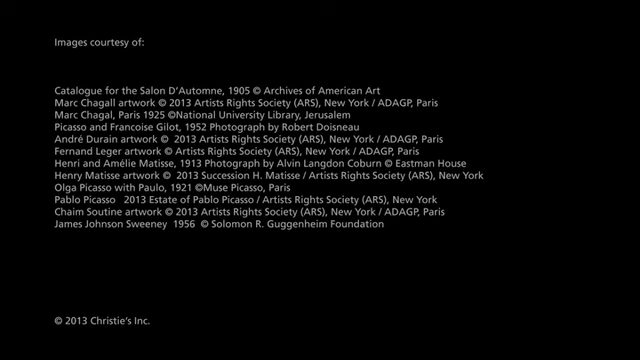 Images courtesy of:
Catalogue for the Salon D'Automne, 1905 © Archives of American Art
Marc Chagall artwork © 2013 Artists Rights Society (ARS), New York / ADAGP, Paris
Marc Chagal, Paris 1925 ©National University Library, Jerusalem
Picasso and Francoise Gilot, 1952 Photograph by Robert Doisneau
André Durain artwork © 2013 Artists Rights Society (ARS), New York / ADAGP, Paris
Fernand Leger artwork © Artists Rights Society (ARS), New York / ADAGP, Paris
Henri and Amélie Matisse, 1913 Photograph by Alvin Langdon Coburn © Eastman House
Henry Matisse artwork © 2013 Succession H. Matisse / Artists Rights Society (ARS), New York
Olga Picasso with Paulo, 1921 ©Muse Picasso, Paris
Pablo Picasso 2013 Estate of Pablo Picasso / Artists Rights Society (ARS), New York
Chaim Soutine artwork © 2013 Artists Rights Society (ARS), New York / ADAGP, Paris
James Johnson Sweeney 1956 © Solomon R. Guggenheim Foundation
© 2013 Christie's Inc.